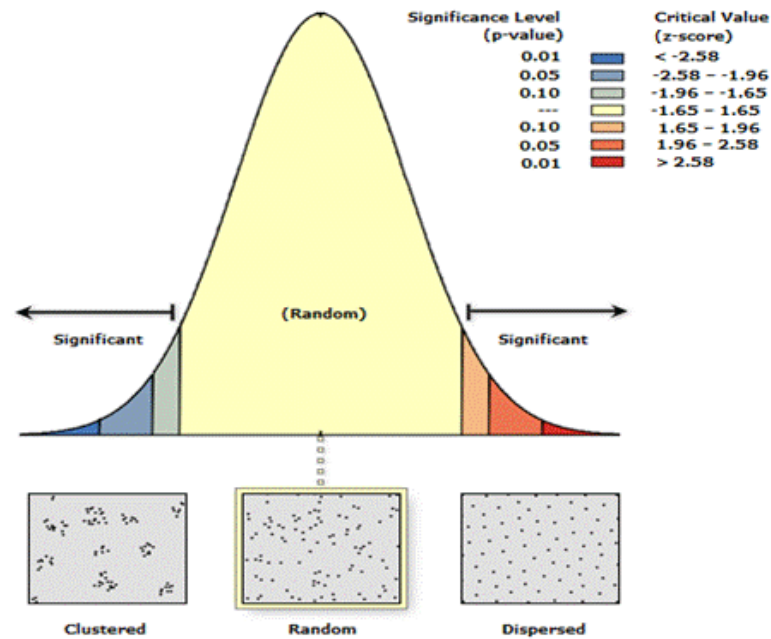 Significance Level Critical Value
(p-value) (z-score)
0.01 < -2.58
0.05 -2.58 – -1.96
0.10 -1.96 – -1.65
--- -1.65 – 1.65
0.10 1.65 – 1.96
0.05 1.96 – 2.58
0.01 > 2.58
(Random)
Significant Significant
Clustered Random Dispersed